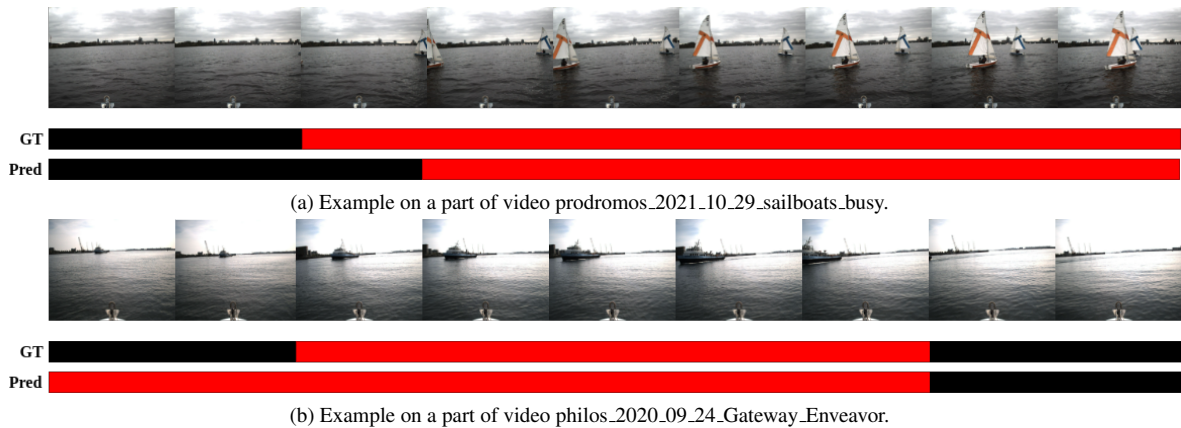 GT
Pred
(a) Example on a part of video prodromos_2021_10_29_sailboats_busy.
GT
Pred
(b) Example on a part of video philos_2020_09_24_Gateway_Enveavor.